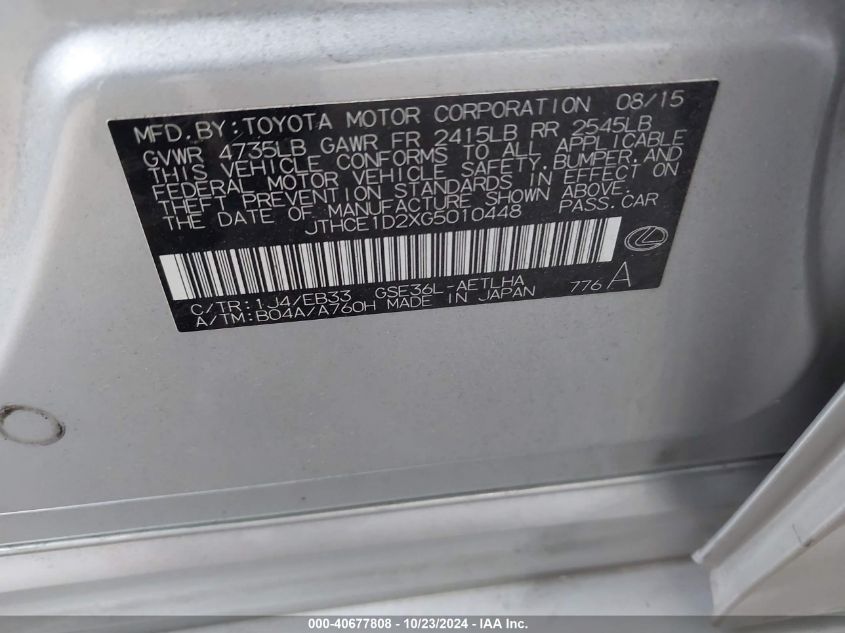 MFD. BY: TOYOTA MOTOR CORPORATION 08/15
GVWR 4735LB GAWR FR 2415LB RR 2545LB
THIS VEHICLE CONFORMS TO ALL APPLICABLE
FEDERAL MOTOR VEHICLE SAFETY, BUMPER, AND
THEFT PREVENTION STANDARDS IN EFFECT ON
THE DATE OF MANUFACTURE SHOWN ABOVE.
JTHCE1D2XG5010448 PASS. CAR
C/TR: 1J4/EB33 GSE36L-AETLHA
A/TM: B04A/A760H MADE IN JAPAN 776 A
000-40677808 - 10/23/2024 - IAA Inc.